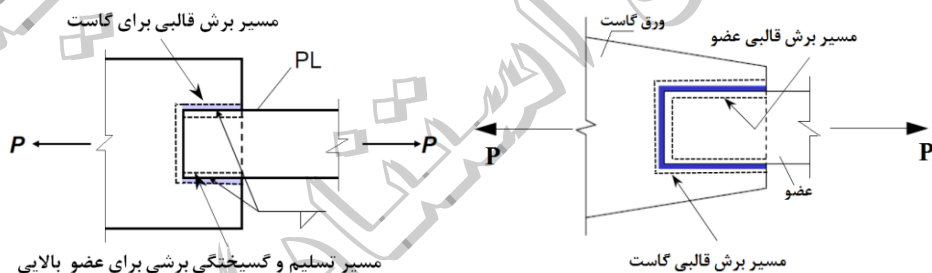 مسیر برش قالبی برای گاست
PL
P
P
مسیر تسلیم و گسیختگی برشی برای عضو بالایی
ورق گاست
مسیر برش قالبی عضو
P
P
عضو
مسیر برش قالبی گاست